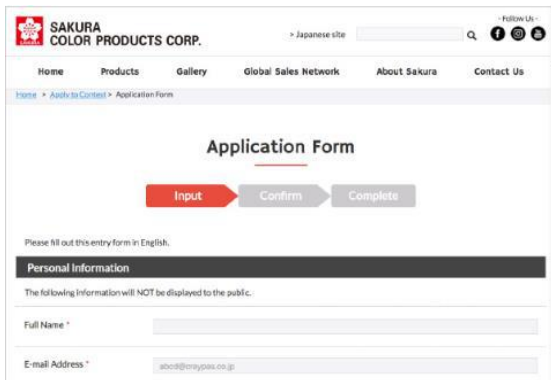 SAKURA
COLOR PRODUCTS CORP.
> Japanese site
- Follow Us -
Home Products Gallery Global Sales Network About Sakura Contact Us
Home > Apply to Contest > Application Form
Application Form
Input Confirm Complete
Please fill out this entry form in English.
Personal Information
The following information will NOT be displayed to the public.
Full Name *
E-mail Address * abcd@craypas.co.jp